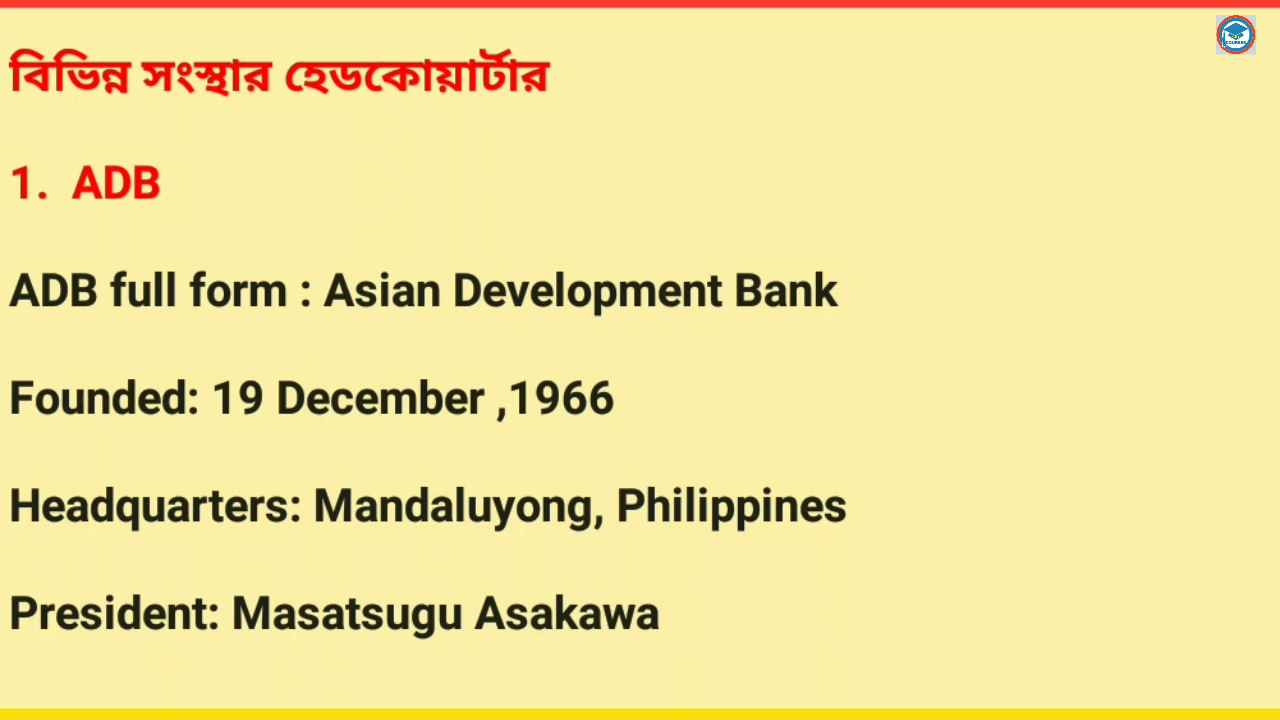 বিভিন্ন সংস্থার হেডকোয়ার্টার
1. ADB
ADB full form : Asian Development Bank
Founded: 19 December ,1966
Headquarters: Mandaluyong, Philippines
President: Masatsugu Asakawa